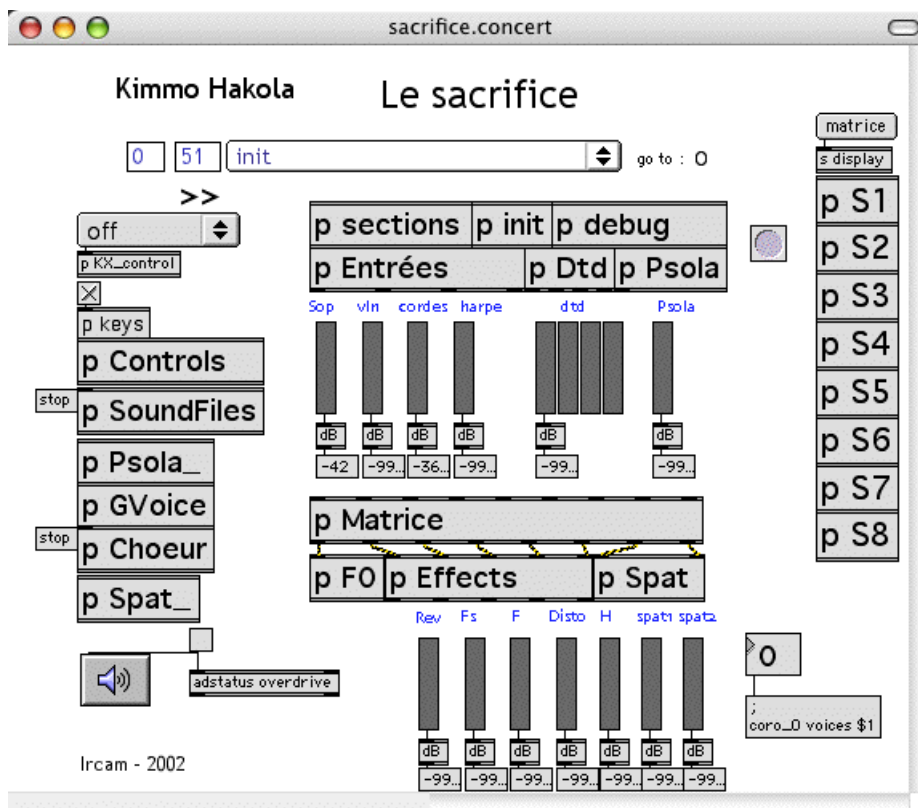 sacrifice.concert
Kimmo Hakola
Le sacrifice
matrice
0 51 init go to : 0
s display
>>
off
p KX_control
p keys
p Controls
stop
p SoundFiles
p Psola_
p GVoice
stop
p Choeur
p Spat_
adstatus overdrive
p sections p init p debug
p Entrées p Dtd p Psola
Sop vln cordes harpe dtd Psola
dB dB dB dB dB dB
-42 -99... -36... -99... -99... -99...
p Matrice
p F0 p Effects p Spat
Rev Fs F Disto H spat1 spat2
dB dB dB dB dB dB dB
-99... -99... -99... -99... -99... -99... -99...
p S1
p S2
p S3
p S4
p S5
p S6
p S7
p S8
0
;
coro_0 voices $1
Ircam - 2002